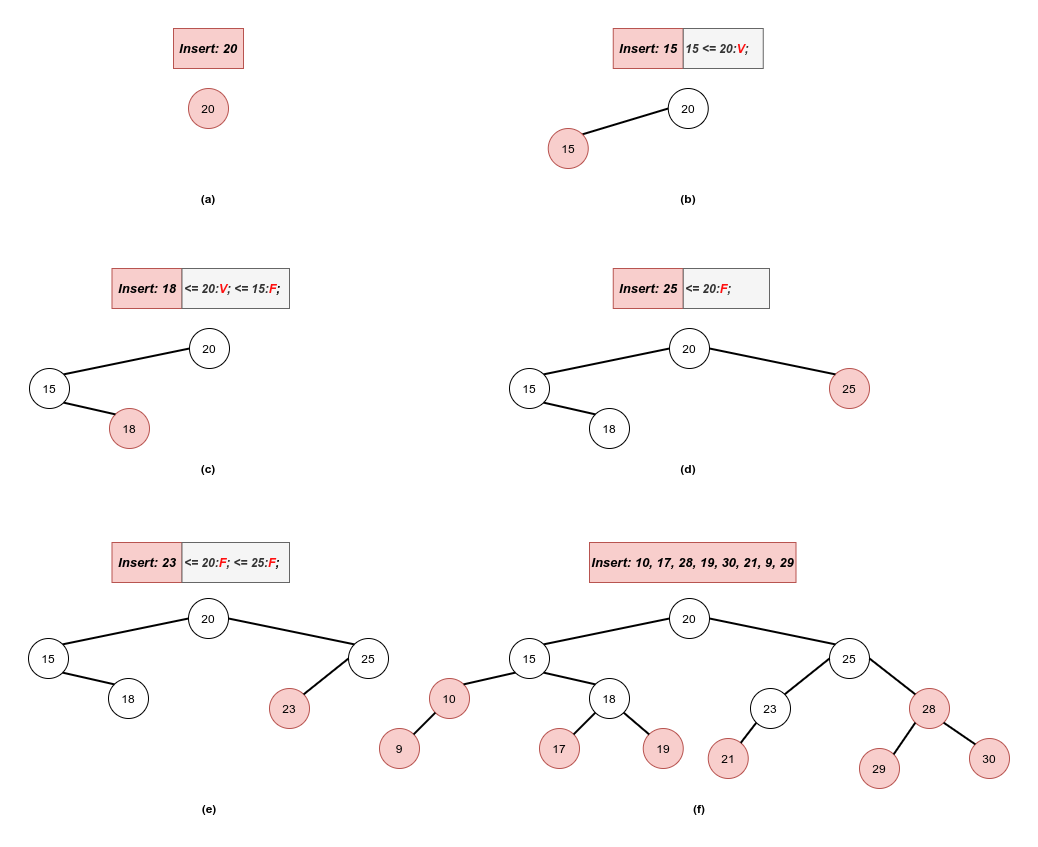 Insert: 20
20
(a)
Insert: 15 15 <= 20:V;
20
15
(b)
Insert: 18 <= 20:V; <= 15:F;
20
15
18
(c)
Insert: 25 <= 20:F;
20
15
25
18
(d)
Insert: 23 <= 20:F; <= 25:F;
20
15
25
18
23
(e)
Insert: 10, 17, 28, 19, 30, 21, 9, 29
20
15
25
10
18
23
28
9
17
19
21
29
30
(f)